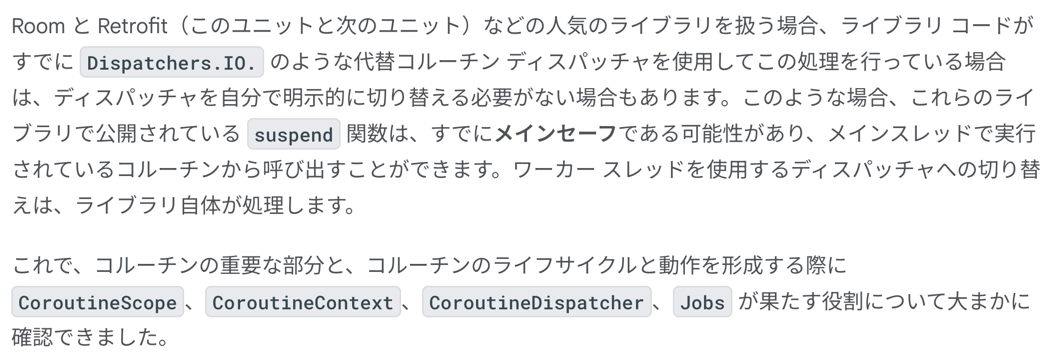 Room と Retrofit（このユニットと次のユニット）などの人気のライブラリを扱う場合、ライブラリ コードが
すでに Dispatchers.IO. のような代替コルーチン ディスパッチャを使用してこの処理を行っている場合
は、ディスパッチャを自分で明示的に切り替える必要がない場合もあります。このような場合、これらのライ
ブラリで公開されている suspend 関数は、すでにメインセーフである可能性があり、メインスレッドで実行
されているコルーチンから呼び出すことができます。ワーカー スレッドを使用するディスパッチャへの切り替
えは、ライブラリ自体が処理します。
これで、コルーチンの重要な部分と、コルーチンのライフサイクルと動作を形成する際に
CoroutineScope、CoroutineContext、CoroutineDispatcher、Jobs が果たす役割について大まかに
確認できました。